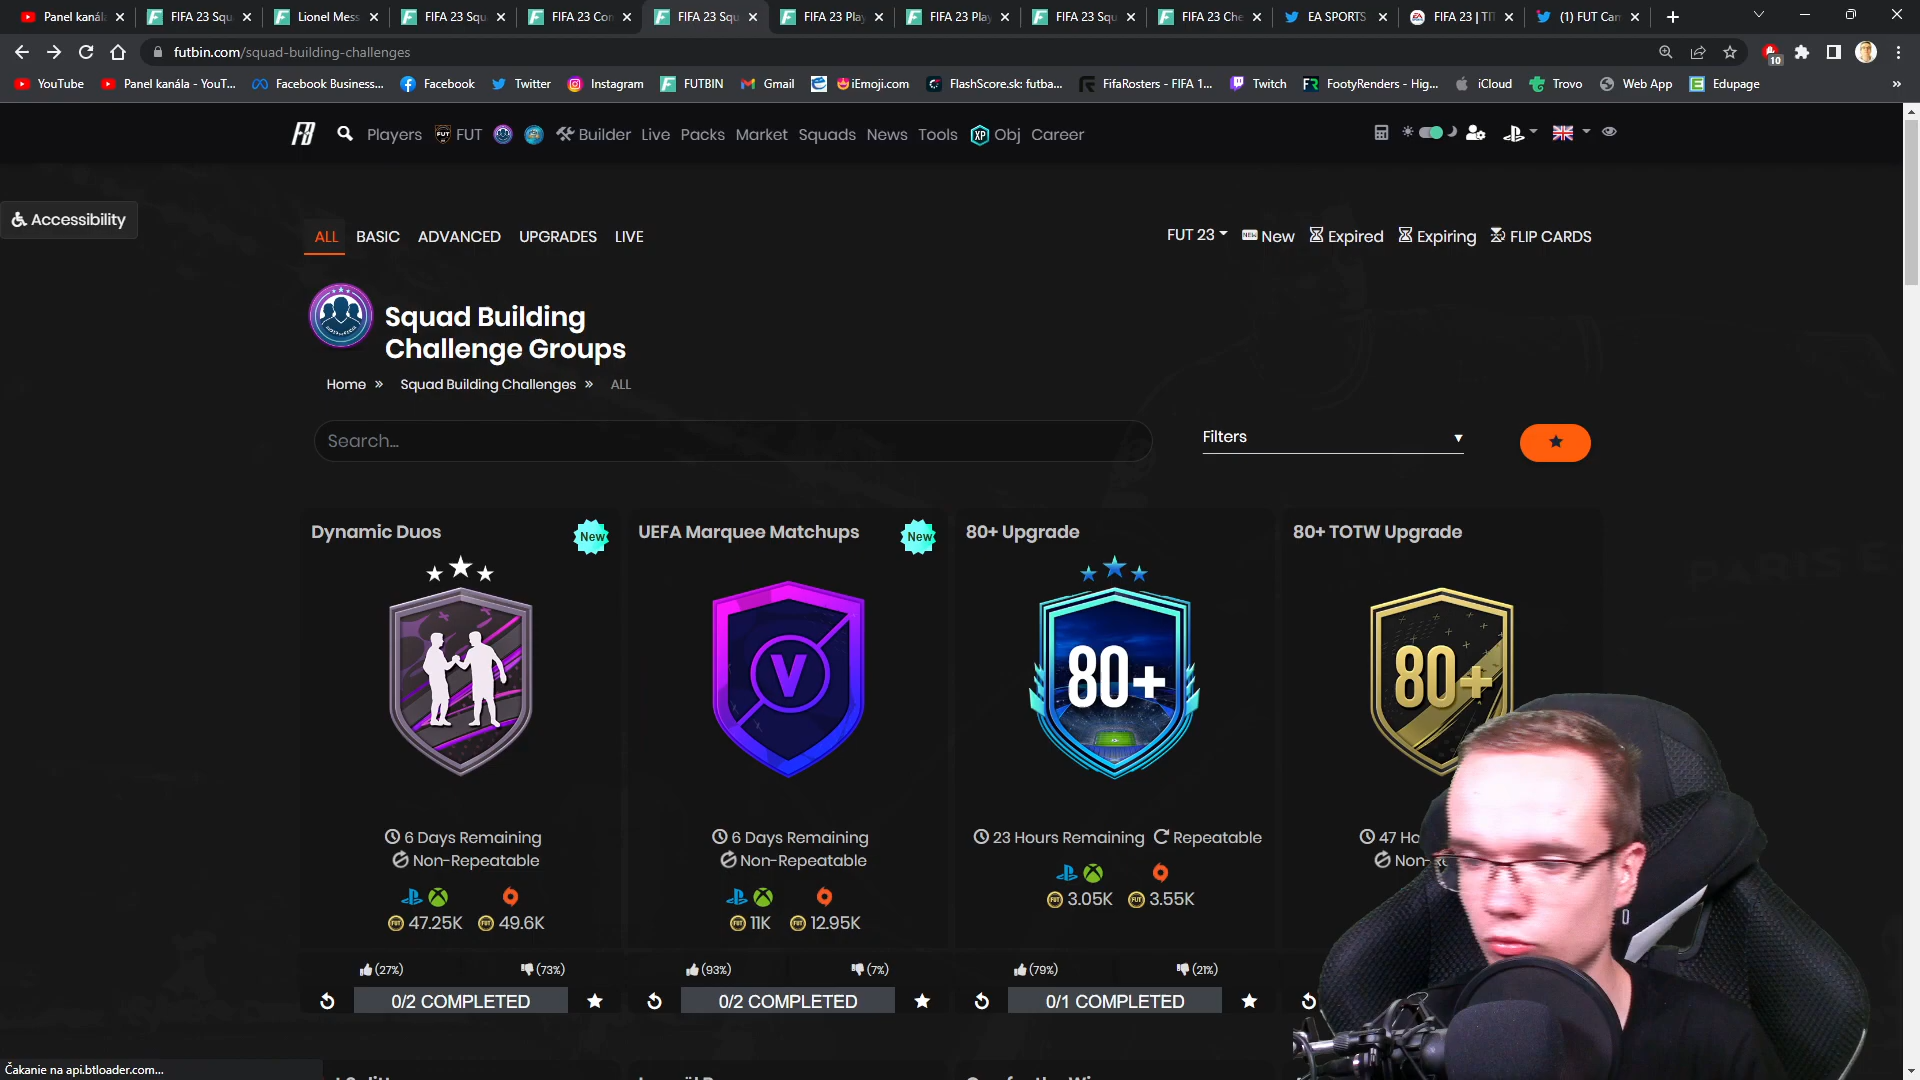 Panel kanál
FIFA 23 Squ
Lionel Mess
FIFA 23 Squ
FIFA 23 Con
FIFA 23 Squ
FIFA 23 Play
FIFA 23 Play
FIFA 23 Squ
FIFA 23 Che
EA SPORTS
FIFA 23 | TIT
(1) FUT Cam
futbin.com/squad-building-challenges
10
YouTube
Panel kanála - YouT...
Facebook Business...
Facebook
Twitter
Instagram
FUTBIN
Gmail
iEmoji.com
FlashScore.sk: futba...
FifaRosters - FIFA 1...
Twitch
FootyRenders - Hig...
iCloud
Trovo
Web App
Edupage
Players
FUT
Builder
Live
Packs
Market
Squads
News
Tools
XP
Obj
Career
Accessibility
ALL
BASIC
ADVANCED
UPGRADES
LIVE
FUT 23
New
Expired
Expiring
FLIP CARDS
Squad Building
Challenge Groups
Home » Squad Building Challenges » ALL
Search...
Filters
Dynamic Duos
New
UEFA Marquee Matchups
New
80+ Upgrade
80+ TOTW Upgrade
V
80+
80+
6 Days Remaining
Non-Repeatable
47.25K
49.6K
6 Days Remaining
Non-Repeatable
11K
12.95K
23 Hours Remaining
Repeatable
3.05K
3.55K
47 Ho
(27%)
(73%)
(93%)
(7%)
(79%)
(21%)
0/2 COMPLETED
0/2 COMPLETED
0/1 COMPLETED
Čakanie na api.btloader.com...